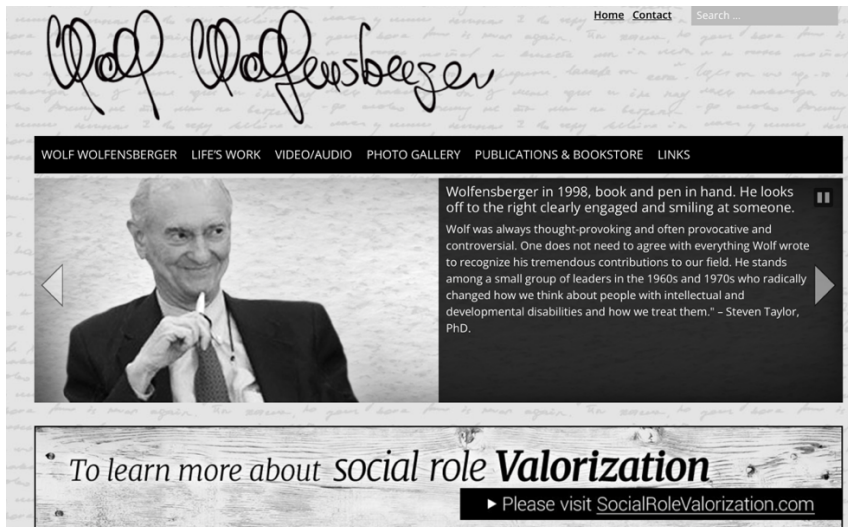 Home Contact Search ...
Wolf Wolfensberger
WOLF WOLFENSBERGER LIFE'S WORK VIDEO/AUDIO PHOTO GALLERY PUBLICATIONS & BOOKSTORE LINKS
Wolfensberger in 1998, book and pen in hand. He looks
off to the right clearly engaged and smiling at someone.
Wolf was always thought-provoking and often provocative and
controversial. One does not need to agree with everything Wolf wrote
to recognize his tremendous contributions to our field. He stands
among a small group of leaders in the 1960s and 1970s who radically
changed how we think about people with intellectual and
developmental disabilities and how we treat them." – Steven Taylor,
PhD.
To learn more about social role Valorization
Please visit SocialRoleValorization.com